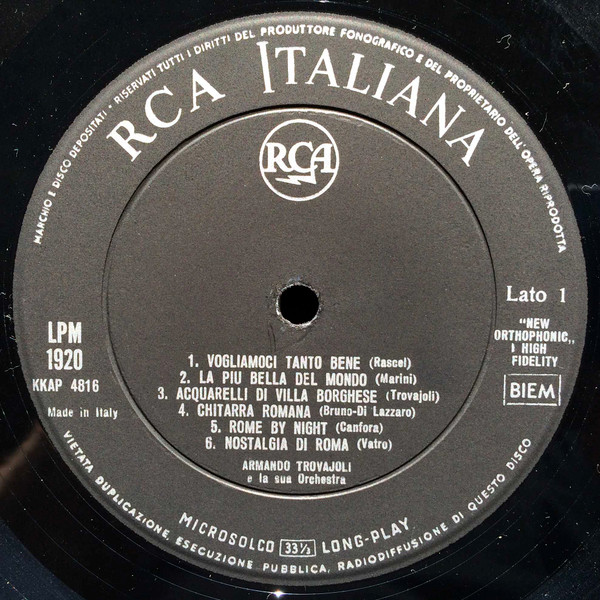 MARCHIO E DISCO DEPOSITATI * RISERVATI TUTTI I DIRITTI DEL PRODUTTORE FONOGRAFICO E DEL PROPRIETARIO DELL'OPERA RIPRODOTTA
RCA ITALIANA
RCA
Lato 1
LPM
1920
KKAP 4816
Made in Italy
"NEW
ORTHOPHONIC„
HIGH
FIDELITY
BIEM
1. VOGLIAMOCI TANTO BENE (Rascel)
2. LA PIU BELLA DEL MONDO (Marini)
3. ACQUARELLI DI VILLA BORGHESE (Trovajoli)
4. CHITARRA ROMANA (Bruno-Di Lazzaro)
5. ROME BY NIGHT (Canfora)
6. NOSTALGIA DI ROMA (Vatro)
ARMANDO TROVAJOLI
e la sua Orchestra
MICROSOLCO 33⅓ LONG-PLAY
VIETATA DUPLICAZIONE, ESECUZIONE PUBBLICA, RADIODIFFUSIONE DI QUESTO DISCO